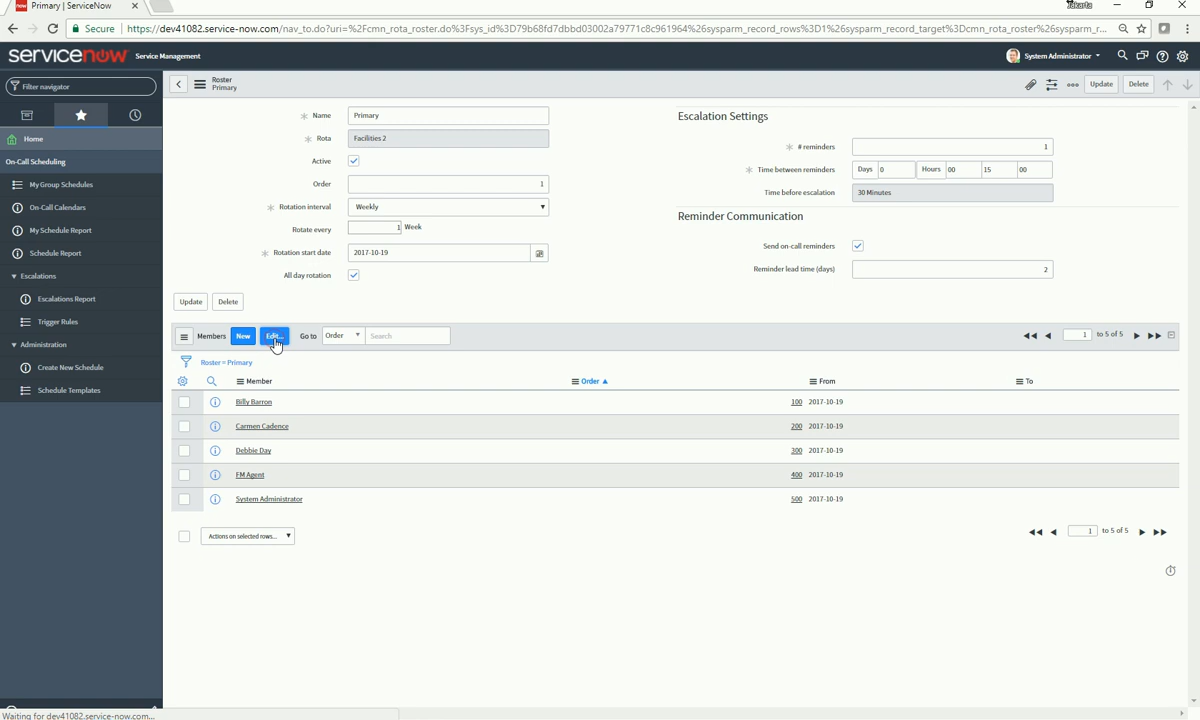 Primary | ServiceNow
Jakarta
Secure
https://dev41082.service-now.com/nav_to.do?uri=%2Fcmn_rota_roster.do%3Fsys_id%3D79b68fd7dbbd03002a79771c8c961964%26sysparm_record_rows%3D1%26sysparm_record_target%3Dcmn_rota_roster%26sysparm_r...
servicenow Service Management
System Administrator
Filter navigator
Roster
Primary
Update
Delete
Home
On-Call Scheduling
My Group Schedules
On-Call Calendars
My Schedule Report
Schedule Report
Escalations
Escalations Report
Trigger Rules
Administration
Create New Schedule
Schedule Templates
Name Primary
Rota Facilities 2
Active
Order 1
Rotation interval Weekly
Rotate every 1 Week
Rotation start date 2017-10-19
All day rotation
Escalation Settings
# reminders 1
Time between reminders Days 0 Hours 00 15 00
Time before escalation 30 Minutes
Reminder Communication
Send on-call reminders
Reminder lead time (days) 2
Update Delete
Members New Edit... Go to Order Search 1 to 5 of 5
Roster = Primary
Member Order From To
Billy Barron 100 2017-10-19
Carmen Cadence 200 2017-10-19
Debbie Day 300 2017-10-19
FM Agent 400 2017-10-19
System Administrator 500 2017-10-19
Actions on selected rows... 1 to 5 of 5
Waiting for dev41082.service-now.com...